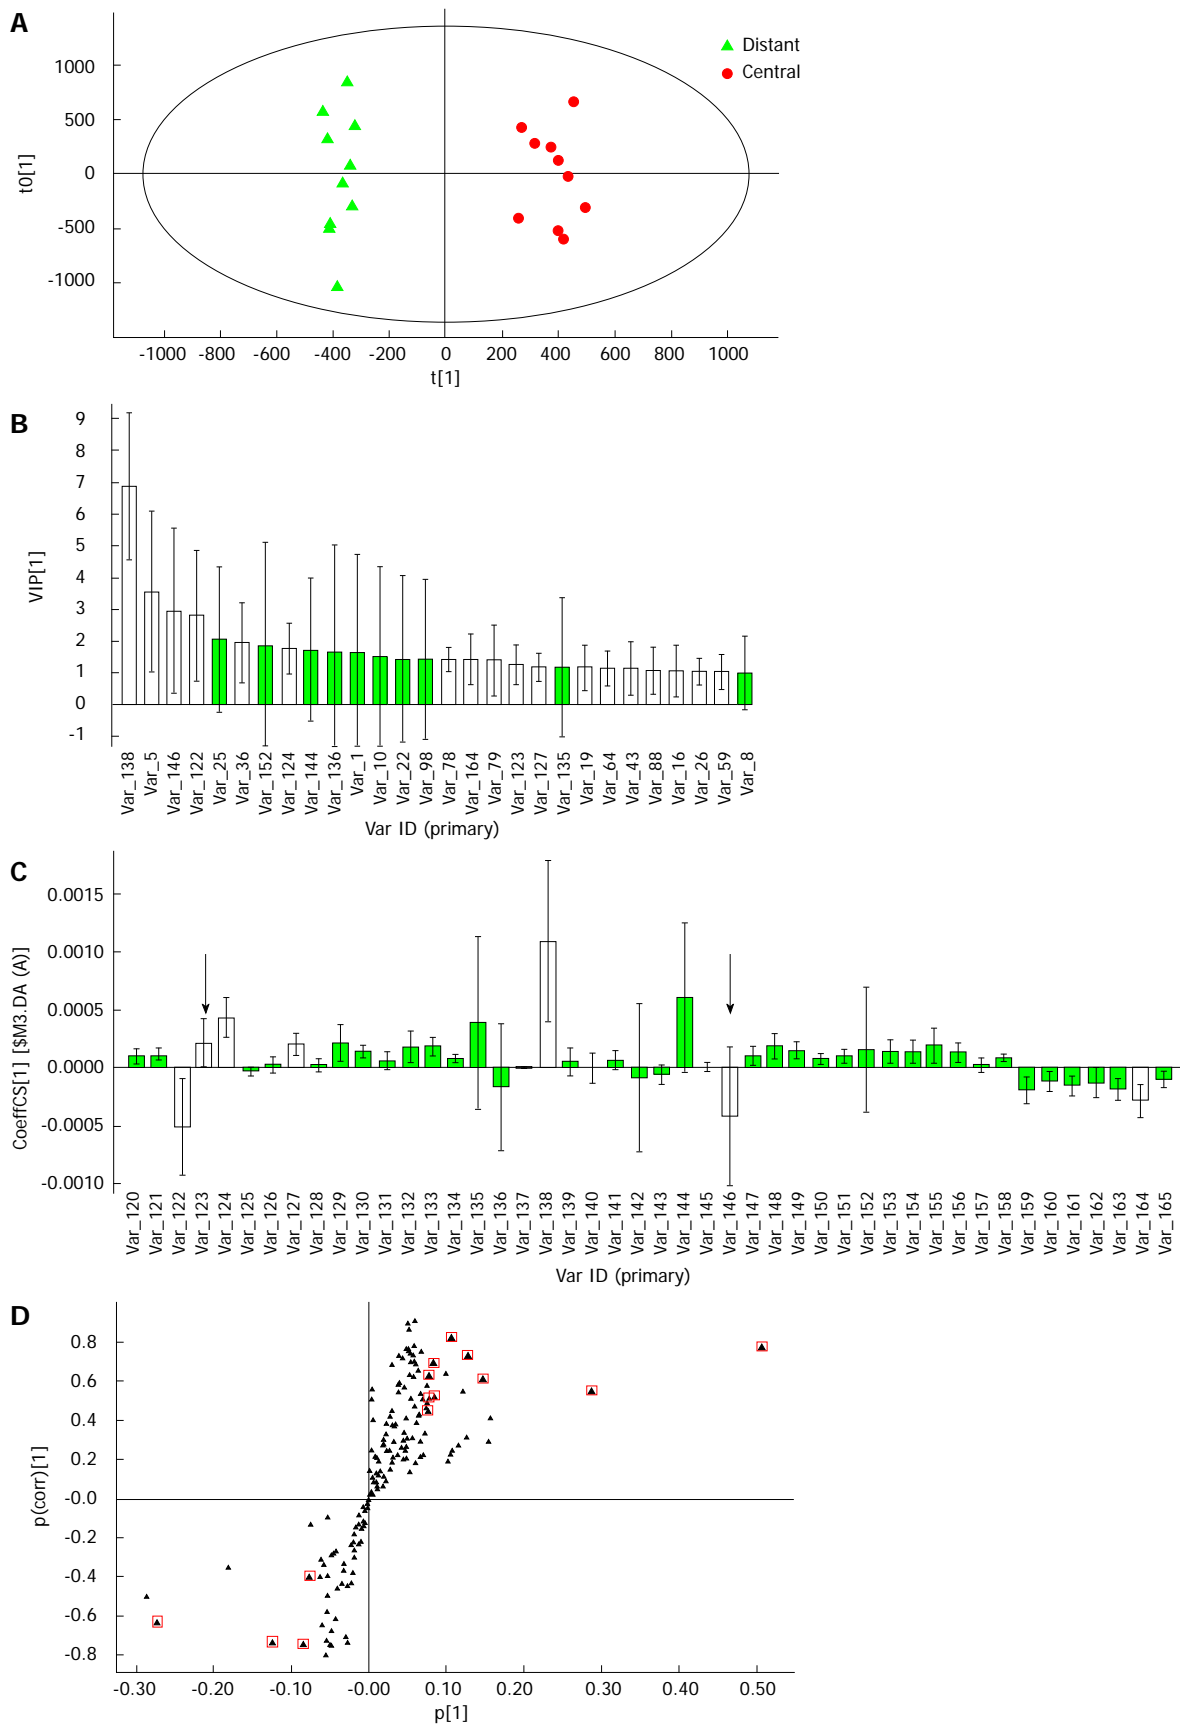 A
Distant
Central
1000
500
0
-500
-1000
t0[1]
-1000 -800 -600 -400 -200 0 200 400 600 800 1000
t[1]
B
9
8
7
6
5
4
3
2
1
0
-1
VIP[1]
Var_138 Var_5 Var_146 Var_122 Var_25 Var_36 Var_152 Var_124 Var_144 Var_136 Var_1 Var_10 Var_22 Var_98 Var_78 Var_164 Var_79 Var_123 Var_127 Var_135 Var_19 Var_64 Var_43 Var_88 Var_16 Var_26 Var_59 Var_8
Var ID (primary)
C
0.0015
0.0010
0.0005
0.0000
-0.0005
-0.0010
CoeffCS[1] [$M3.DA (A)]
Var_120 Var_121 Var_122 Var_123 Var_124 Var_125 Var_126 Var_127 Var_128 Var_129 Var_130 Var_131 Var_132 Var_133 Var_134 Var_135 Var_136 Var_137 Var_138 Var_139 Var_140 Var_141 Var_142 Var_143 Var_144 Var_145 Var_146 Var_147 Var_148 Var_149 Var_150 Var_151 Var_152 Var_153 Var_154 Var_155 Var_156 Var_157 Var_158 Var_159 Var_160 Var_161 Var_162 Var_163 Var_164 Var_165
Var ID (primary)
D
0.8
0.6
0.4
0.2
-0.0
-0.2
-0.4
-0.6
-0.8
p(corr)[1]
-0.30 -0.20 -0.10 -0.00 0.10 0.20 0.30 0.40 0.50
p[1]